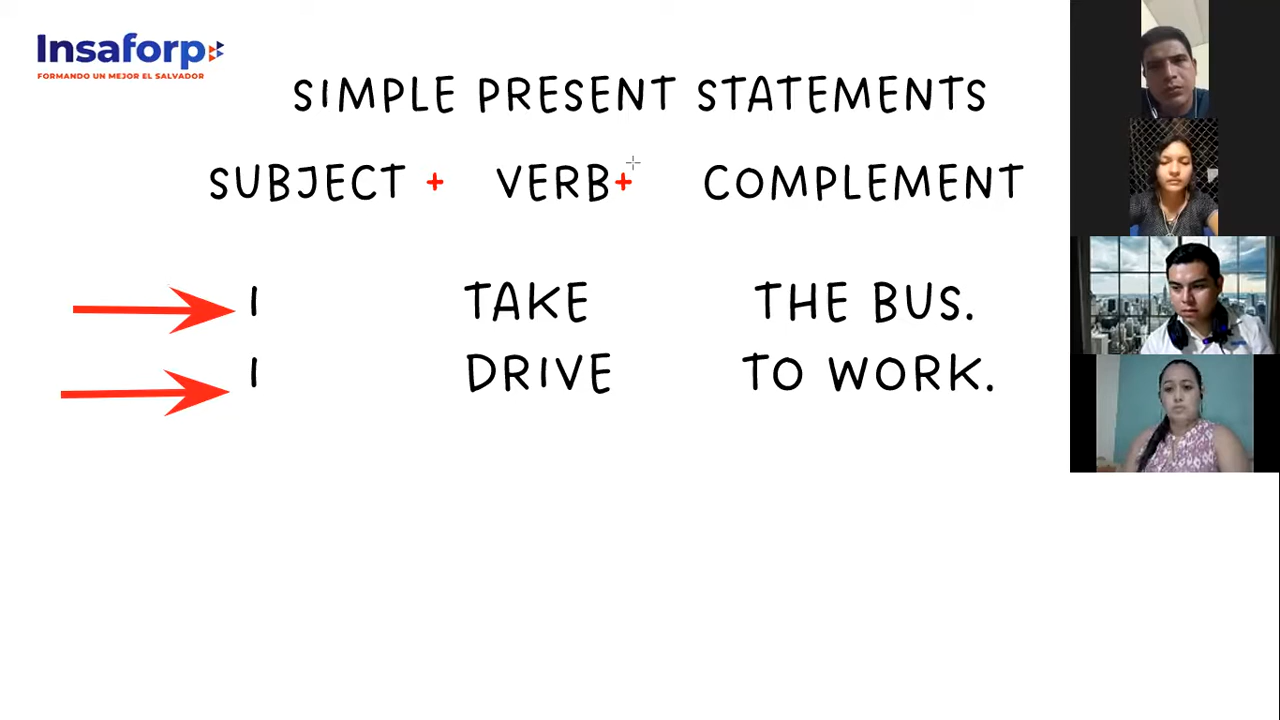 Insaforp
FORMANDO UN MEJOR EL SALVADOR
SIMPLE PRESENT STATEMENTS
SUBJECT + VERB+ COMPLEMENT
I TAKE THE BUS.
I DRIVE TO WORK.